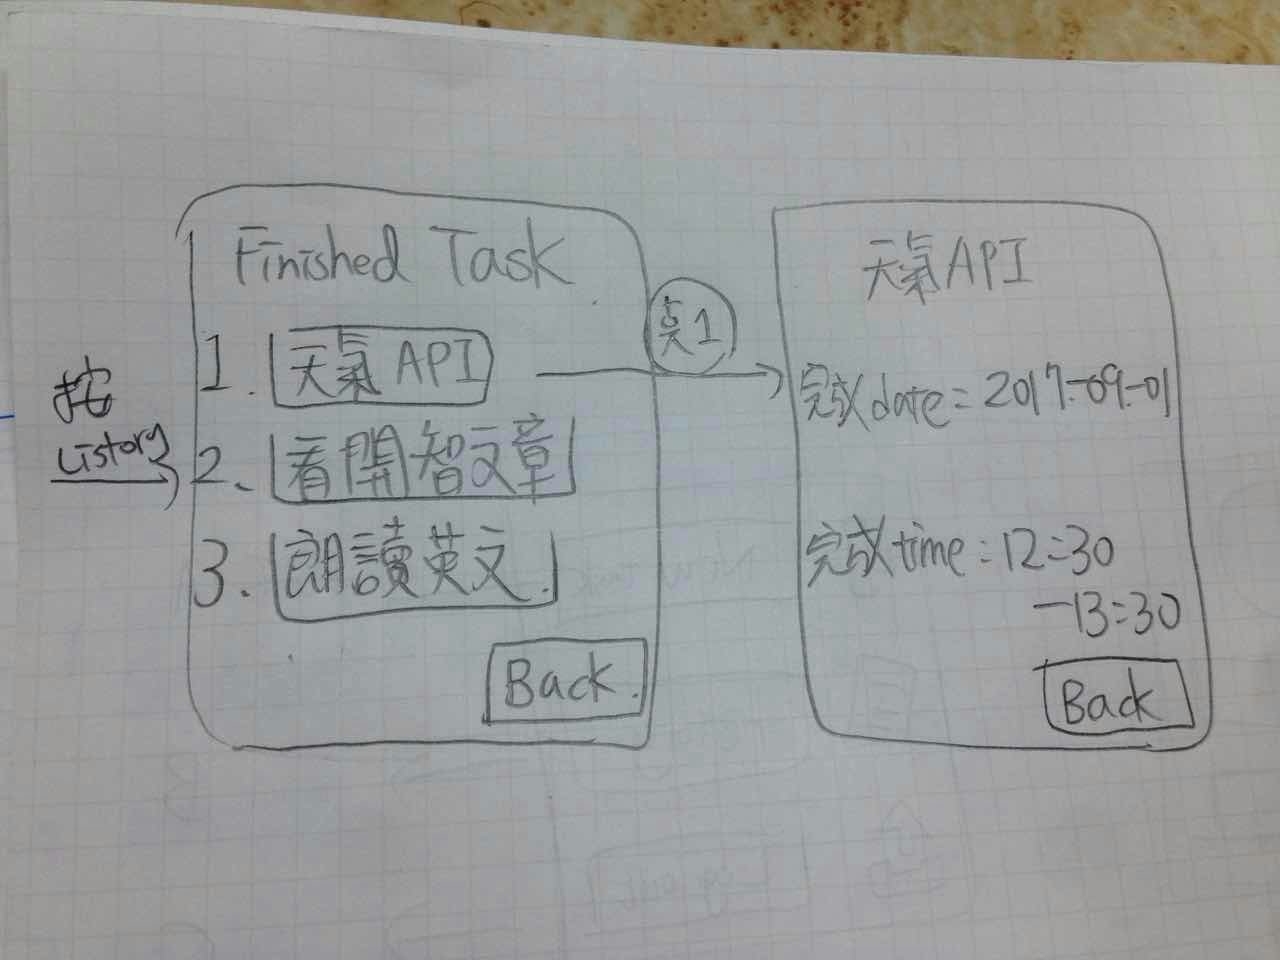 Finished Task
1. 天氣 API
2. 看開智文章
3. 朗讀英文
Back
按
Listory
点1
天氣API
完成date = 2017-09-01
完成time = 12:30
-13:30
Back